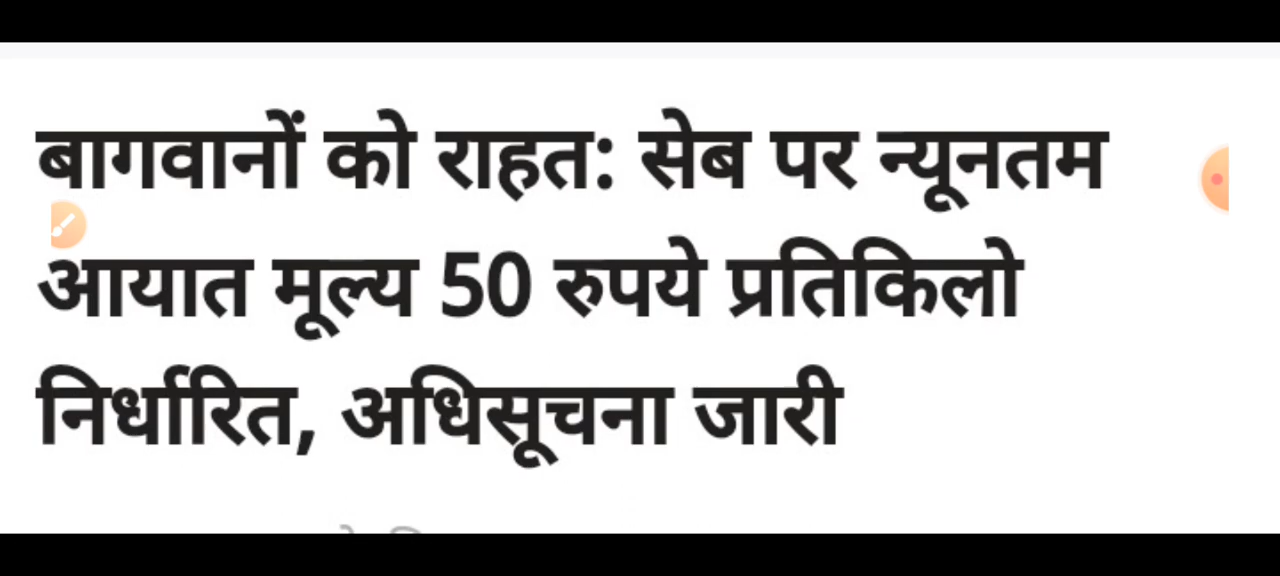 बागवानों को राहत: सेब पर न्यूनतम
आयात मूल्य 50 रुपये प्रतिकिलो
निर्धारित, अधिसूचना जारी